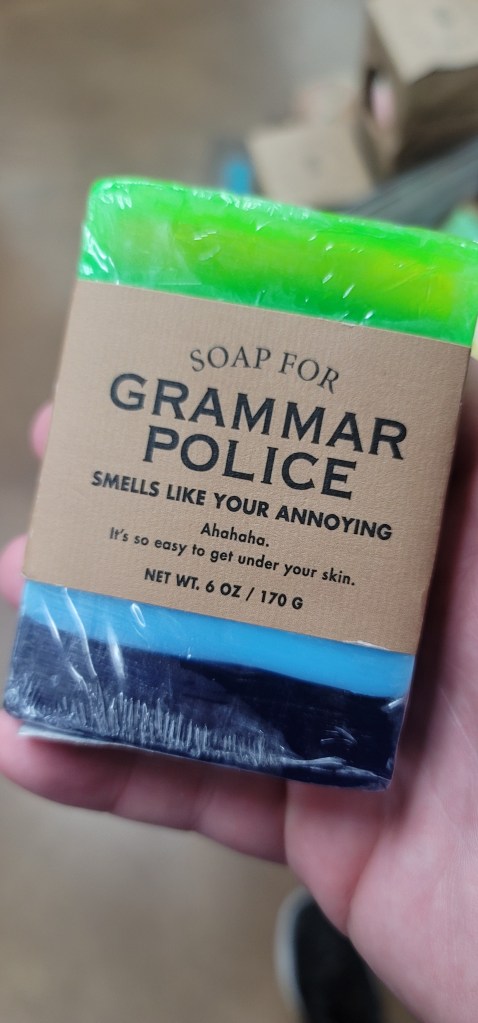 SOAP FOR
GRAMMAR
POLICE
SMELLS LIKE YOUR ANNOYING
Ahahaha.
It's so easy to get under your skin.
NET WT. 6 OZ / 170 G